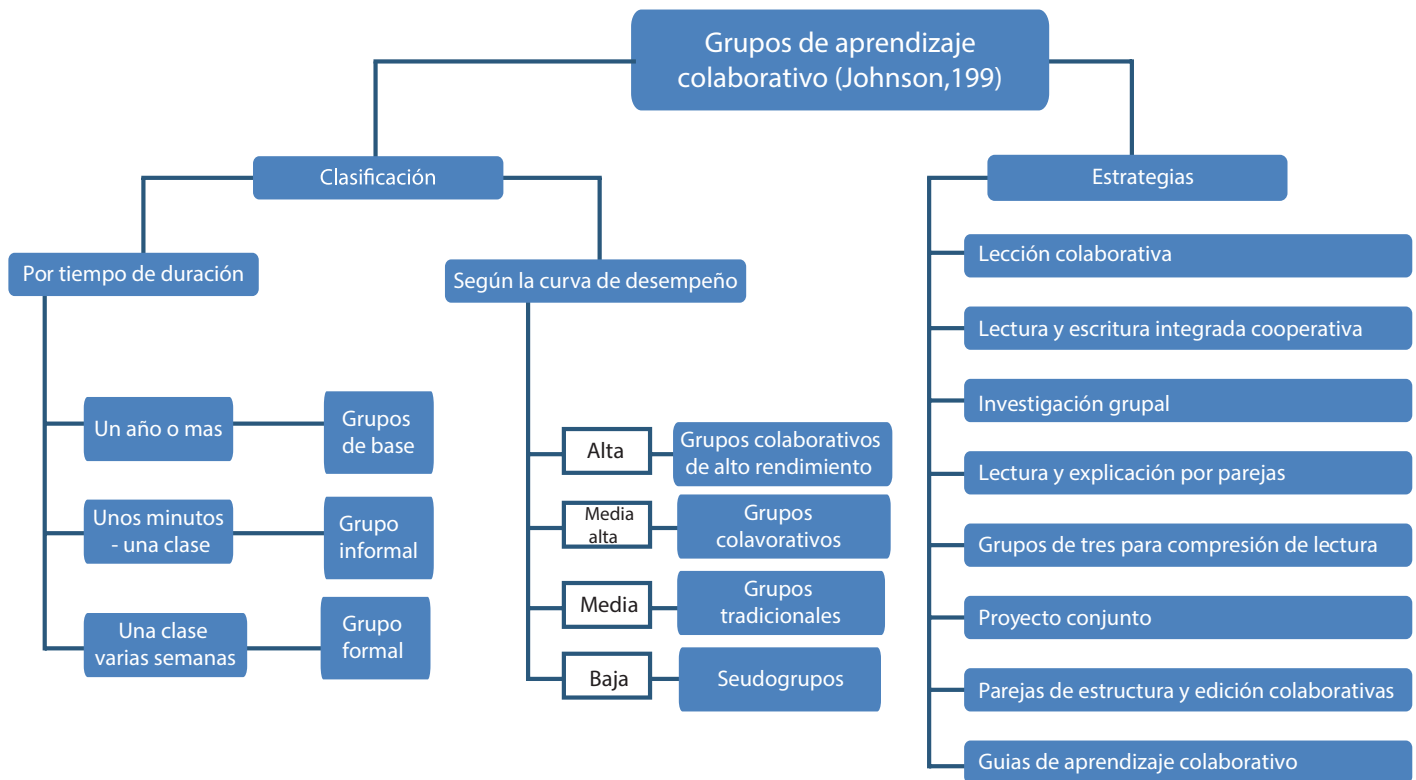 Grupos de aprendizaje
colaborativo (Johnson,199)
Clasificación
Estrategias
Por tiempo de duración
Según la curva de desempeño
Un año o mas
Grupos
de base
Unos minutos
- una clase
Grupo
informal
Una clase
varias semanas
Grupo
formal
Alta
Grupos colaborativos
de alto rendimiento
Media
alta
Grupos
colavorativos
Media
Grupos
tradicionales
Baja
Seudogrupos
Lección colaborativa
Lectura y escritura integrada cooperativa
Investigación grupal
Lectura y explicación por parejas
Grupos de tres para compresión de lectura
Proyecto conjunto
Parejas de estructura y edición colaborativas
Guias de aprendizaje colaborativo